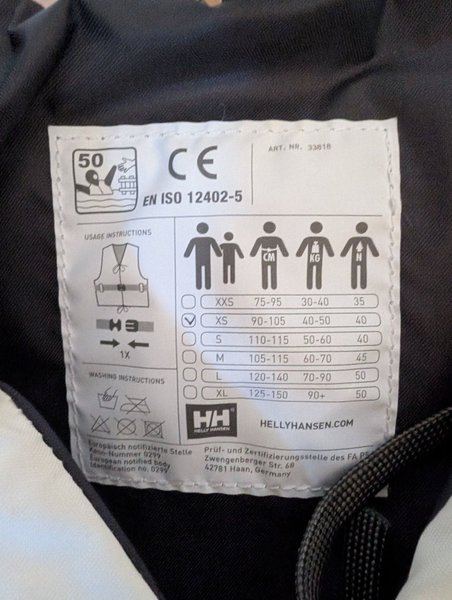 50
CE
ART. NR. 33818
EN ISO 12402-5
USAGE INSTRUCTIONS
1X
WASHING INSTRUCTIONS
CM KG N
XXS 75-95 30-40 35
XS 90-105 40-50 40
S 110-115 50-60 40
M 105-115 60-70 45
L 120-140 70-90 50
XL 125-150 90+ 50
HH
HELLY HANSEN
HELLYHANSEN.COM
Europäisch notifizierte Stelle
Kenn-Nummer 0299
European notified body
Identification no. 0299
Prüf- und Zertifizierungsstelle des FA
Zwengenberger Str. 68
42781 Haan, Germany